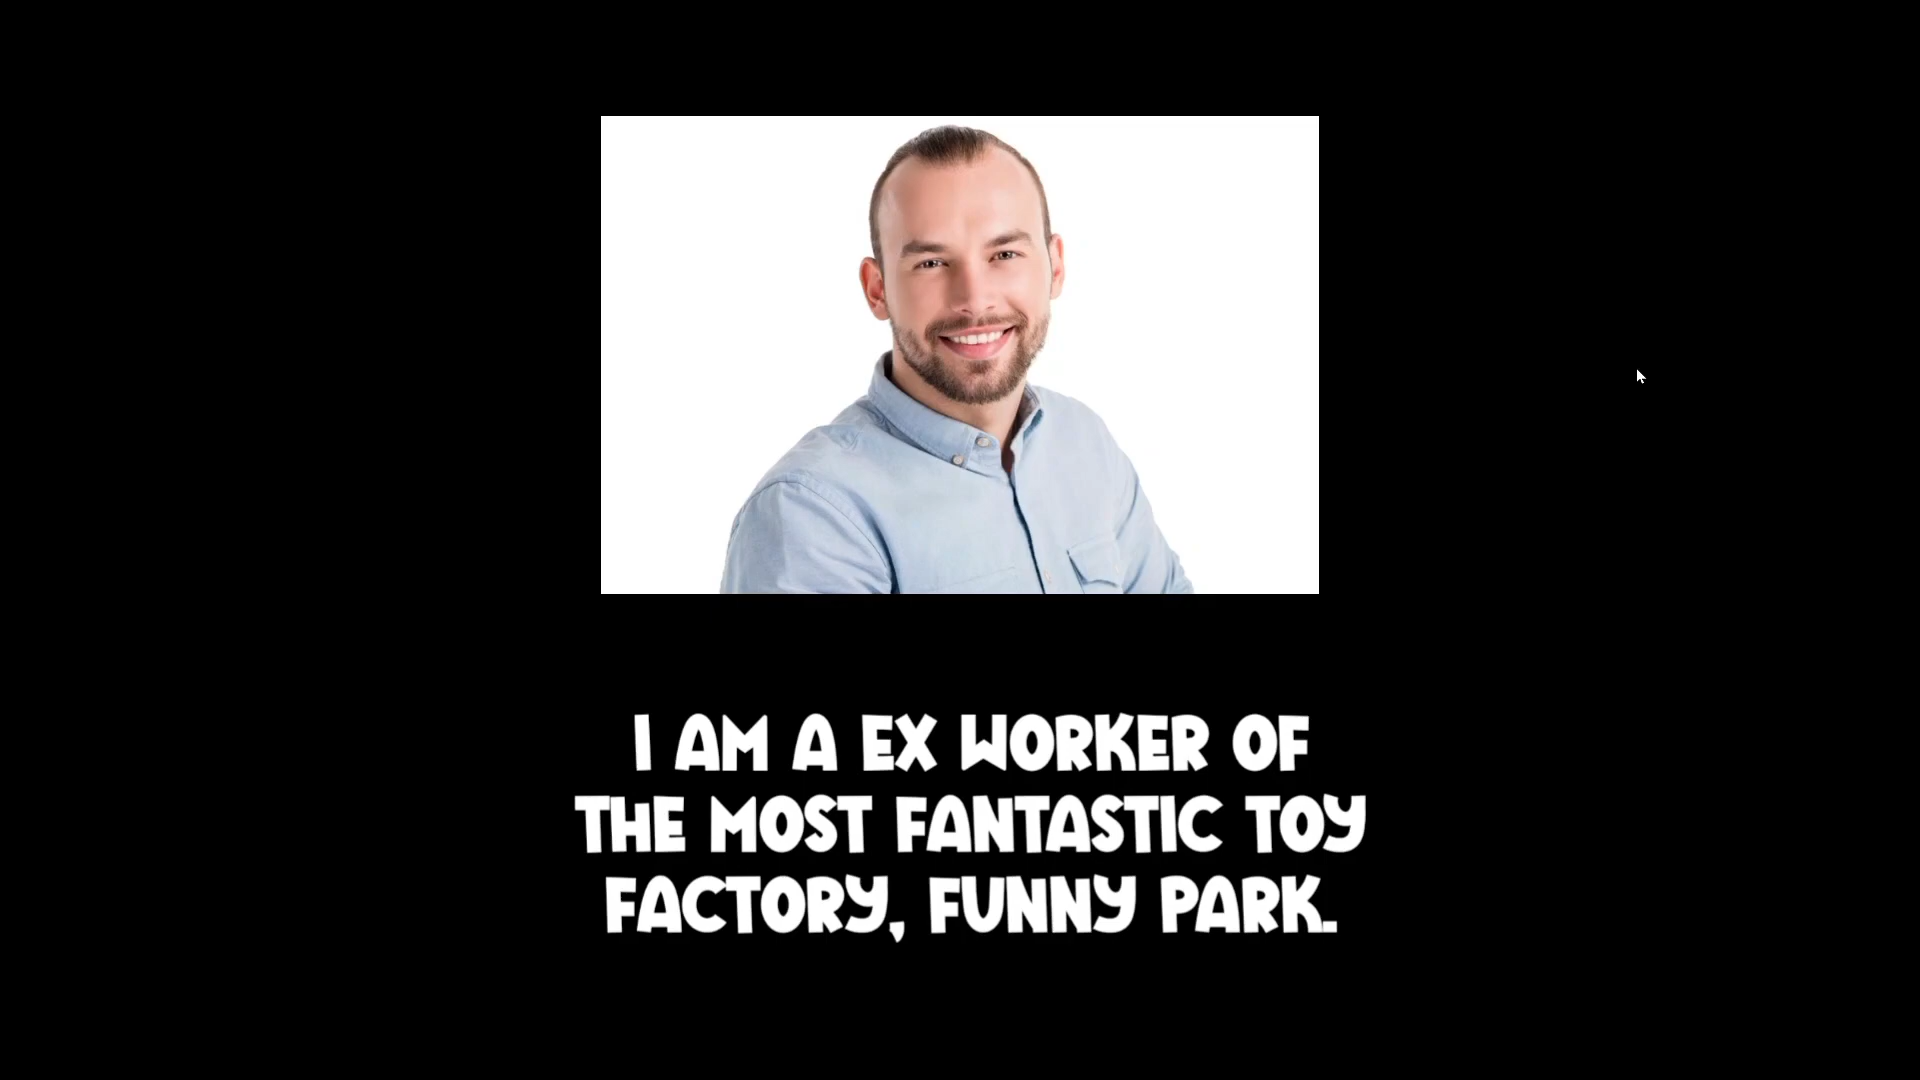 I AM A EX WORKER OF
THE MOST FANTASTIC TOY
FACTORY, FUNNY PARK.